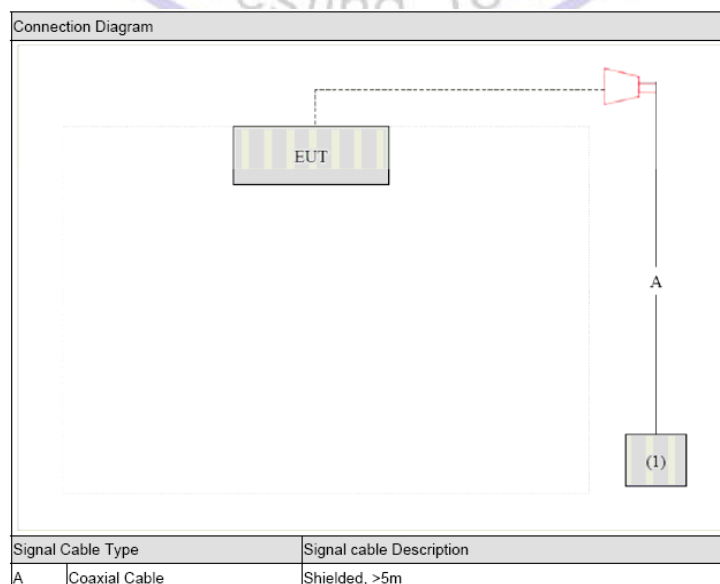 Connection Diagram
EUT
A
(1)
Signal Cable Type Signal cable Description
A Coaxial Cable Shielded, >5m